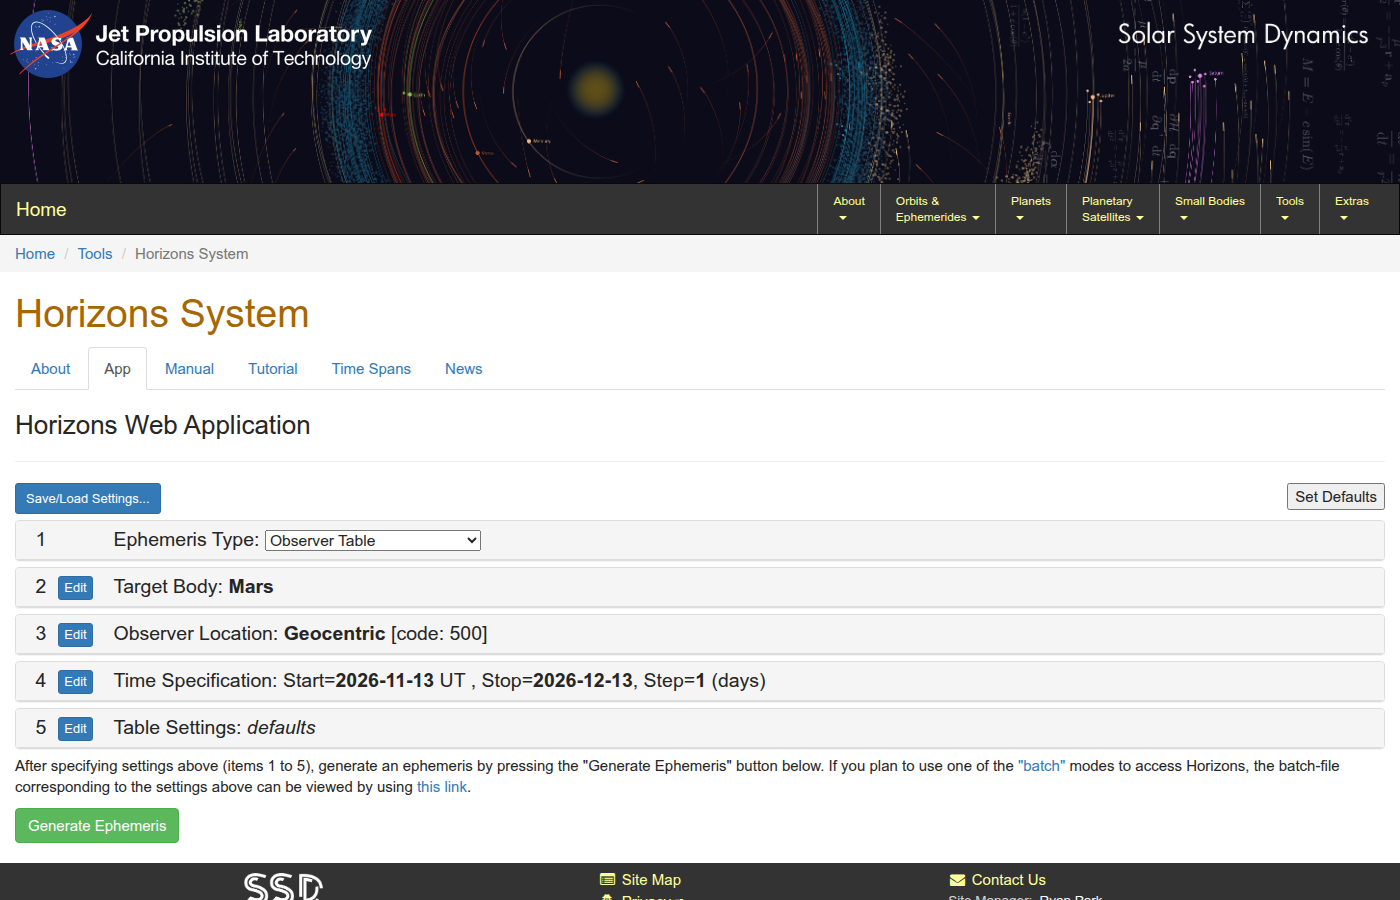 NASA
Jet Propulsion Laboratory
California Institute of Technology
Solar System Dynamics
Home
About
Orbits &
Ephemerides
Planets
Planetary
Satellites
Small Bodies
Tools
Extras
Home / Tools / Horizons System
Horizons System
About
App
Manual
Tutorial
Time Spans
News
Horizons Web Application
Save/Load Settings...
Set Defaults
1 Ephemeris Type: Observer Table
2 Edit Target Body: Mars
3 Edit Observer Location: Geocentric [code: 500]
4 Edit Time Specification: Start=2026-11-13 UT , Stop=2026-12-13, Step=1 (days)
5 Edit Table Settings: defaults
After specifying settings above (items 1 to 5), generate an ephemeris by pressing the "Generate Ephemeris" button below. If you plan to use one of the "batch" modes to access Horizons, the batch-file
corresponding to the settings above can be viewed by using this link.
Generate Ephemeris
SSD
Site Map
Privacy
Contact Us
Site Manager: Ryan Park